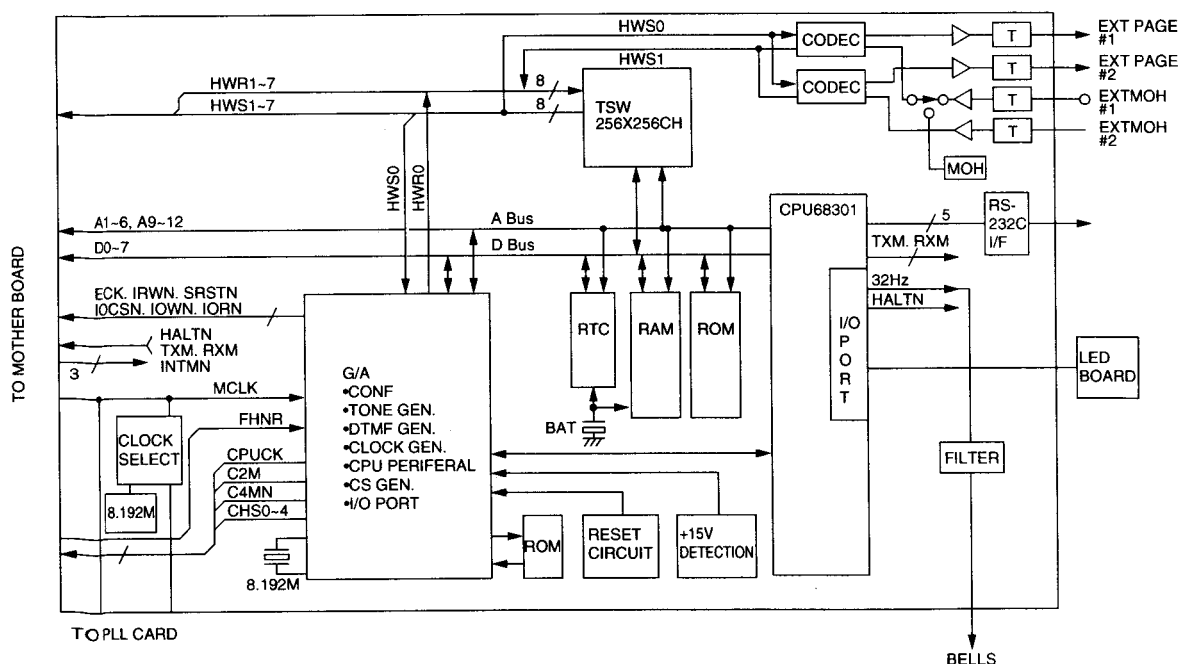 HWS0
CODEC
T
EXT PAGE
#1
HWS1
CODEC
T
EXT PAGE
#2
T
EXTMOH
#1
T
EXTMOH
#2
MOH
HWR1~7
8
HWS1~7
8
TSW
256X256CH
HWS0
HWR0
CPU68301
5
RS-
232C
I/F
TXM. RXM
32Hz
HALTN
I/O
PORT
LED
BOARD
FILTER
BELLS
A1~6, A9~12
A Bus
D0~7
D Bus
TO MOTHER BOARD
ECK. IRWN. SRSTN
IOCSN. IOWN. IORN
HALTN
TXM. RXM
INTMN
3
MCLK
FHNR
CLOCK
SELECT
8.192M
CPUCK
C2M
C4MN
CHS0~4
8.192M
G/A
•CONF
•TONE GEN.
•DTMF GEN.
•CLOCK GEN.
•CPU PERIFERAL
•CS GEN.
•I/O PORT
RTC
RAM
ROM
BAT
ROM
RESET
CIRCUIT
+15V
DETECTION
TO PLL CARD